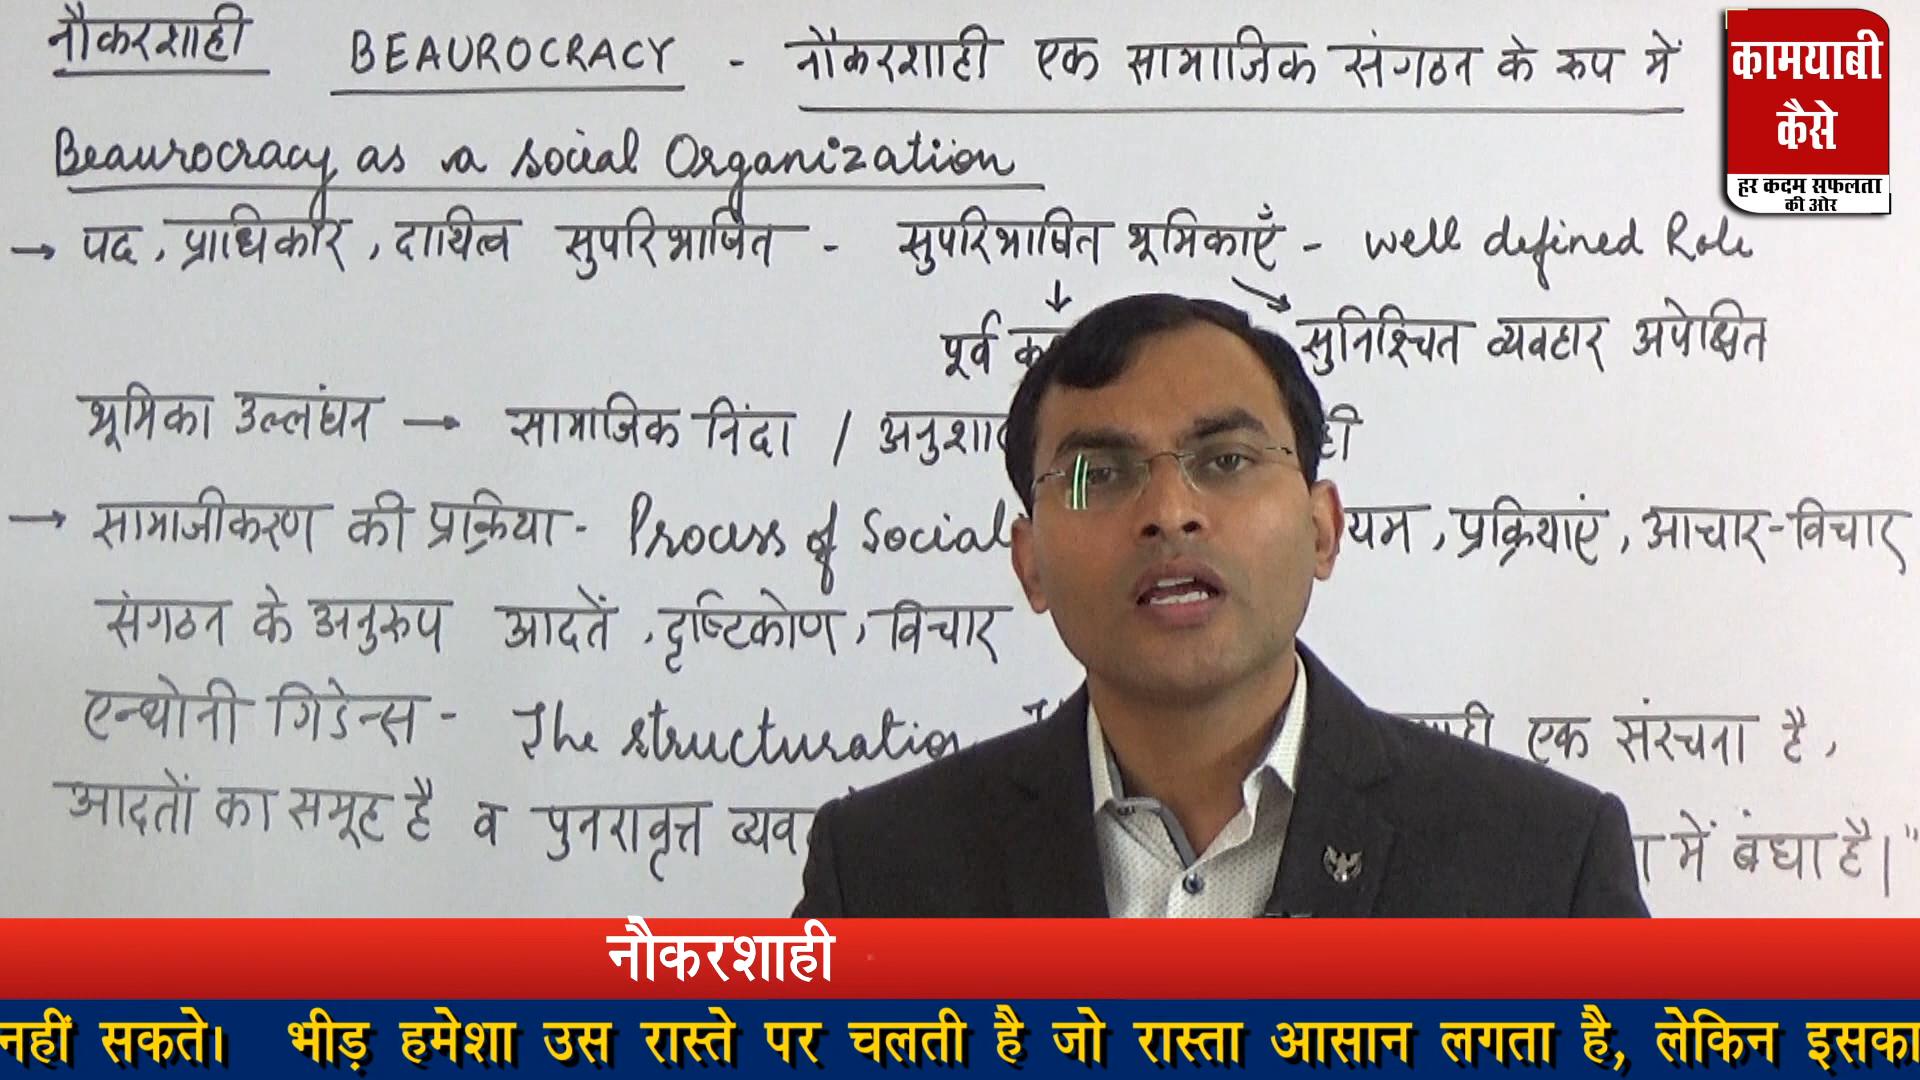 नौकरशाही BEAUROCRACY - नौकरशाही एक सामाजिक संगठन के रूप में
Beaurocracy as a social Organization
→ पद, प्राधिकार, दायित्व सुपरिभाषित - सुपरिभाषित भूमिकाएँ - well defined Role
पूर्व सुनिश्चित व्यवहार अपेक्षित
भूमिका उल्लंघन → सामाजिक निंदा / ही
→ सामाजीकरण की प्रक्रिया - Process of Social , प्रक्रियाएं, आचार-विचार
संगठन के अनुरूप आदतें, दृष्टिकोण, विचार
एन्थोनी गिडेन्स - The structuration एक संरचना है,
आदतों का समूह है व पुनरावृत्त में बंधा है।"
कामयाबी
कैसे
हर कदम सफलता
की ओर
नौकरशाही
नहीं सकते। भीड़ हमेशा उस रास्ते पर चलती है जो रास्ता आसान लगता है, लेकिन इसका